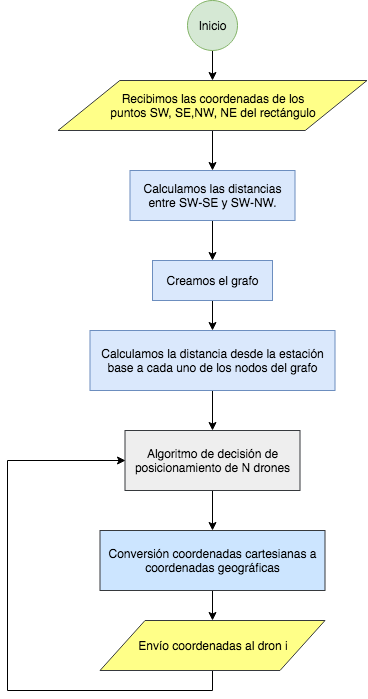 Inicio
Recibimos las coordenadas de los
puntos SW, SE,NW, NE del rectángulo
Calculamos las distancias
entre SW-SE y SW-NW.
Creamos el grafo
Calculamos la distancia desde la estación
base a cada uno de los nodos del grafo
Algoritmo de decisión de
posicionamiento de N drones
Conversión coordenadas cartesianas a
coordenadas geográficas
Envío coordenadas al dron i